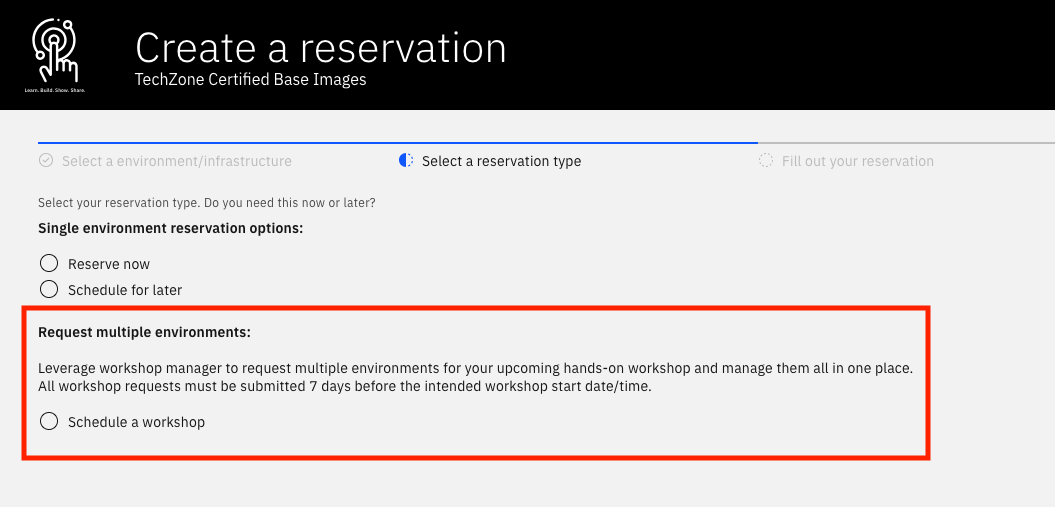 Create a reservation
TechZone Certified Base Images
Learn. Build. Show. Share.
Select a environment/infrastructure
Select a reservation type
Fill out your reservation
Select your reservation type. Do you need this now or later?
Single environment reservation options:
Reserve now
Schedule for later
Request multiple environments:
Leverage workshop manager to request multiple environments for your upcoming hands-on workshop and manage them all in one place.
All workshop requests must be submitted 7 days before the intended workshop start date/time.
Schedule a workshop